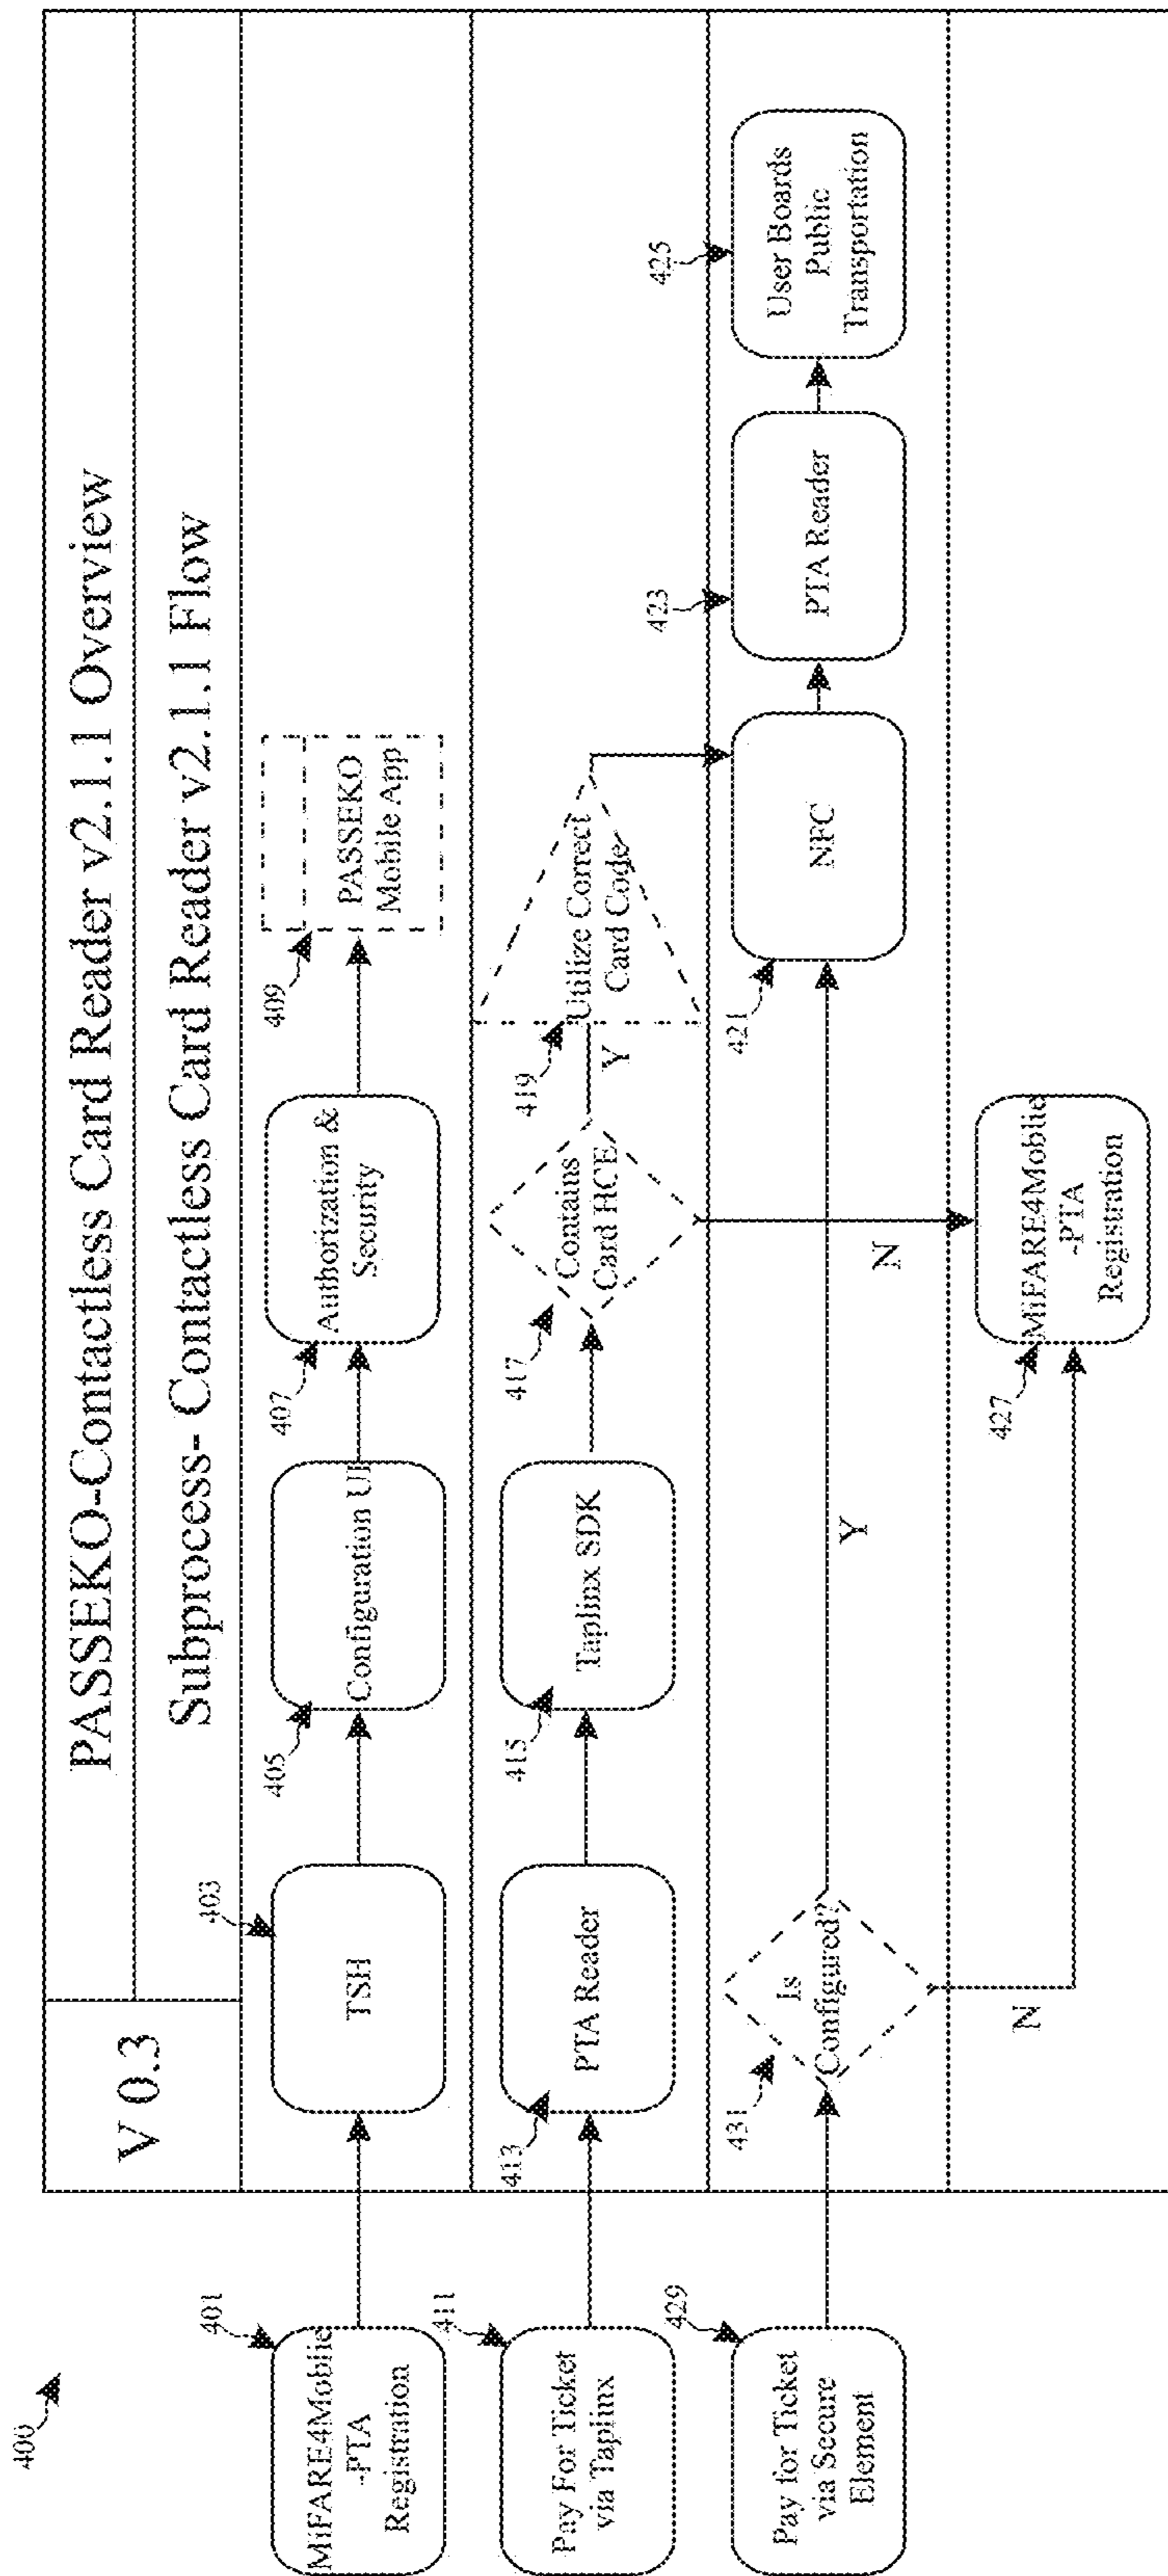 400
V 0.3
PASSEKO-Contactless Card Reader v2.1.1 Overview
Subprocess- Contactless Card Reader v2.1.1 Flow
401
MiFARE4Moblie
-PTA
Registration
403
TSH
405
Configuration UI
407
Authorization &
Security
409
PASSEKO
Mobile App
411
Pay For Ticket
via Taplinx
413
PTA Reader
415
Taplinx SDK
417
Contains
Card HCE
Y
N
419
Utilize Correct
Card Code
429
Pay for Ticket
via Secure
Element
431
Is
Configured?
Y
N
421
NFC
423
PTA Reader
425
User Boards
Public
Transportation
427
MiFARE4Moblie
-PTA
Registration